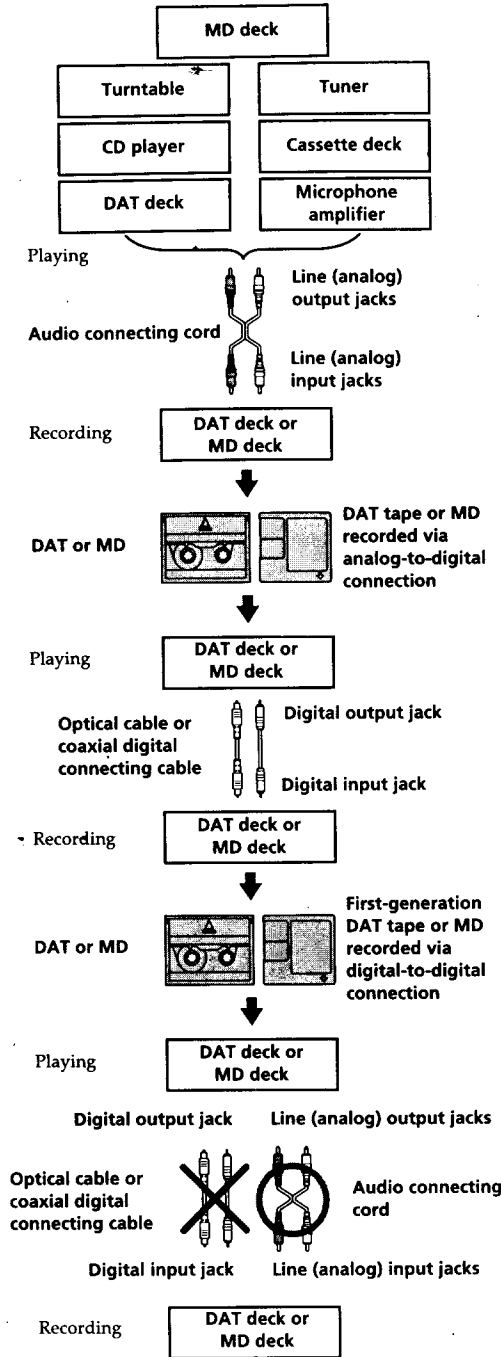 MD deck
Turntable
Tuner
CD player
Cassette deck
DAT deck
Microphone
amplifier
Playing
Line (analog)
output jacks
Audio connecting cord
Line (analog)
input jacks
Recording
DAT deck or
MD deck
DAT or MD
DAT tape or MD
recorded via
analog-to-digital
connection
Playing
DAT deck or
MD deck
Optical cable or
coaxial digital
connecting cable
Digital output jack
Digital input jack
Recording
DAT deck or
MD deck
DAT or MD
First-generation
DAT tape or MD
recorded via
digital-to-digital
connection
Playing
DAT deck or
MD deck
Digital output jack
Line (analog) output jacks
Optical cable or
coaxial digital
connecting cable
Audio connecting
cord
Digital input jack
Line (analog) input jacks
Recording
DAT deck or
MD deck